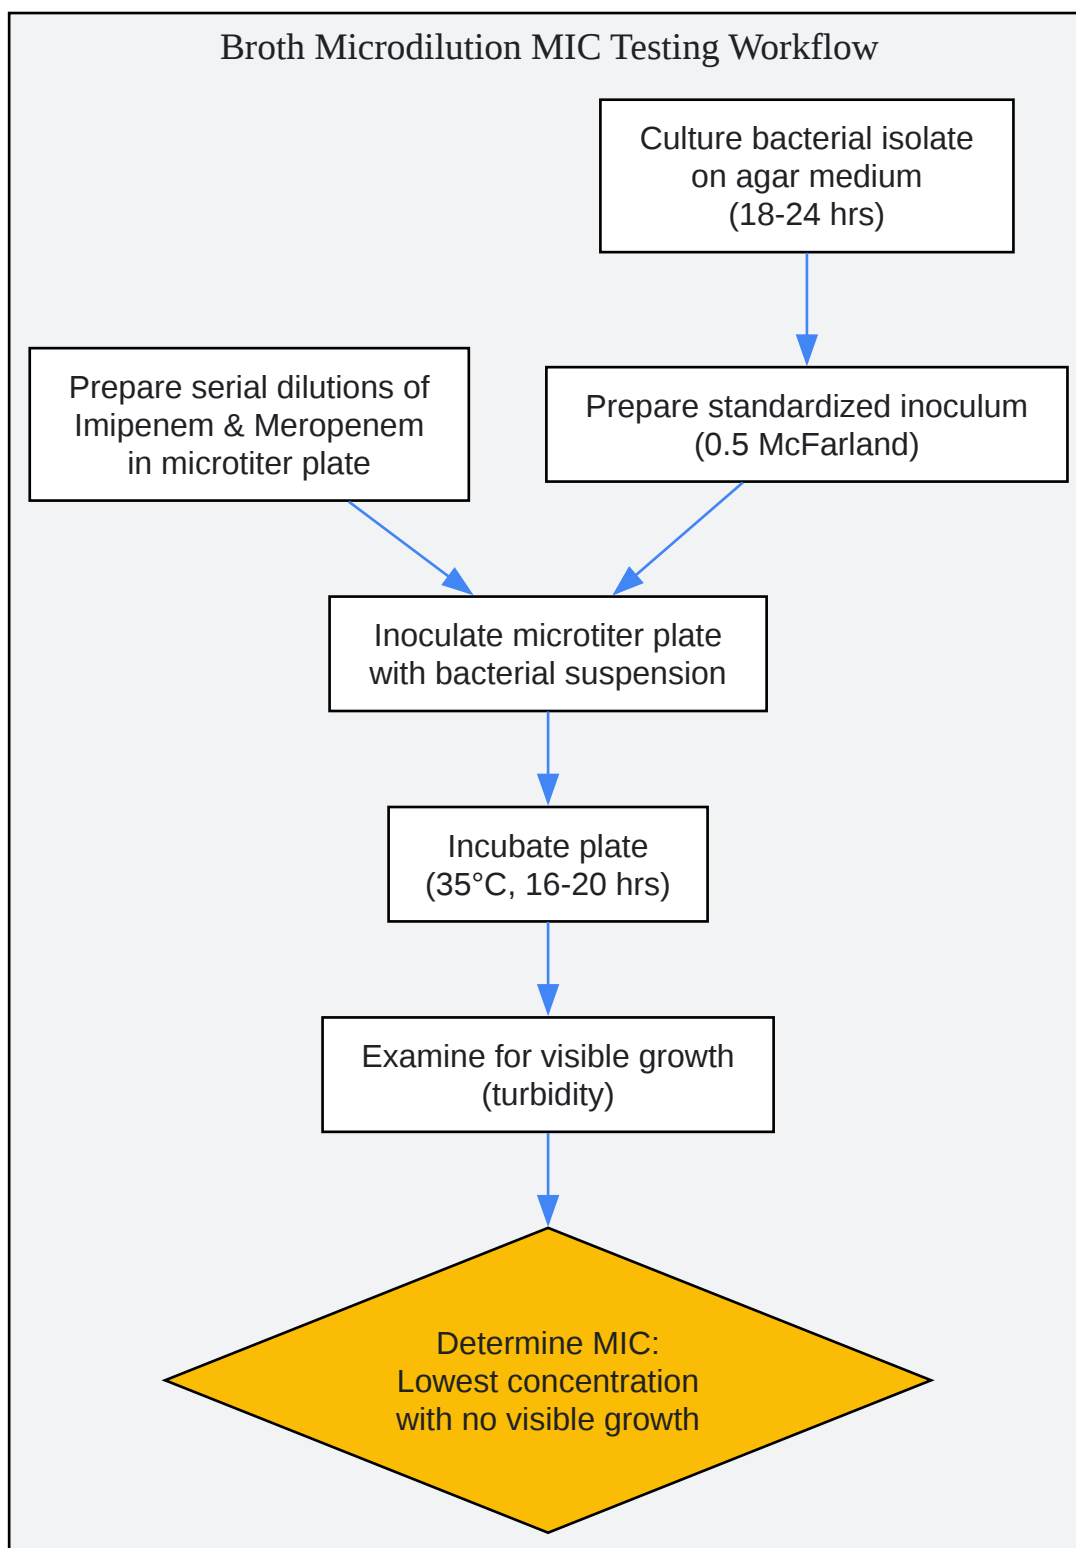 Broth Microdilution MIC Testing Workflow
Culture bacterial isolate
on agar medium
(18-24 hrs)
Prepare serial dilutions of
Imipenem & Meropenem
in microtiter plate
Prepare standardized inoculum
(0.5 McFarland)
Inoculate microtiter plate
with bacterial suspension
Incubate plate
(35°C, 16-20 hrs)
Examine for visible growth
(turbidity)
Determine MIC:
Lowest concentration
with no visible growth